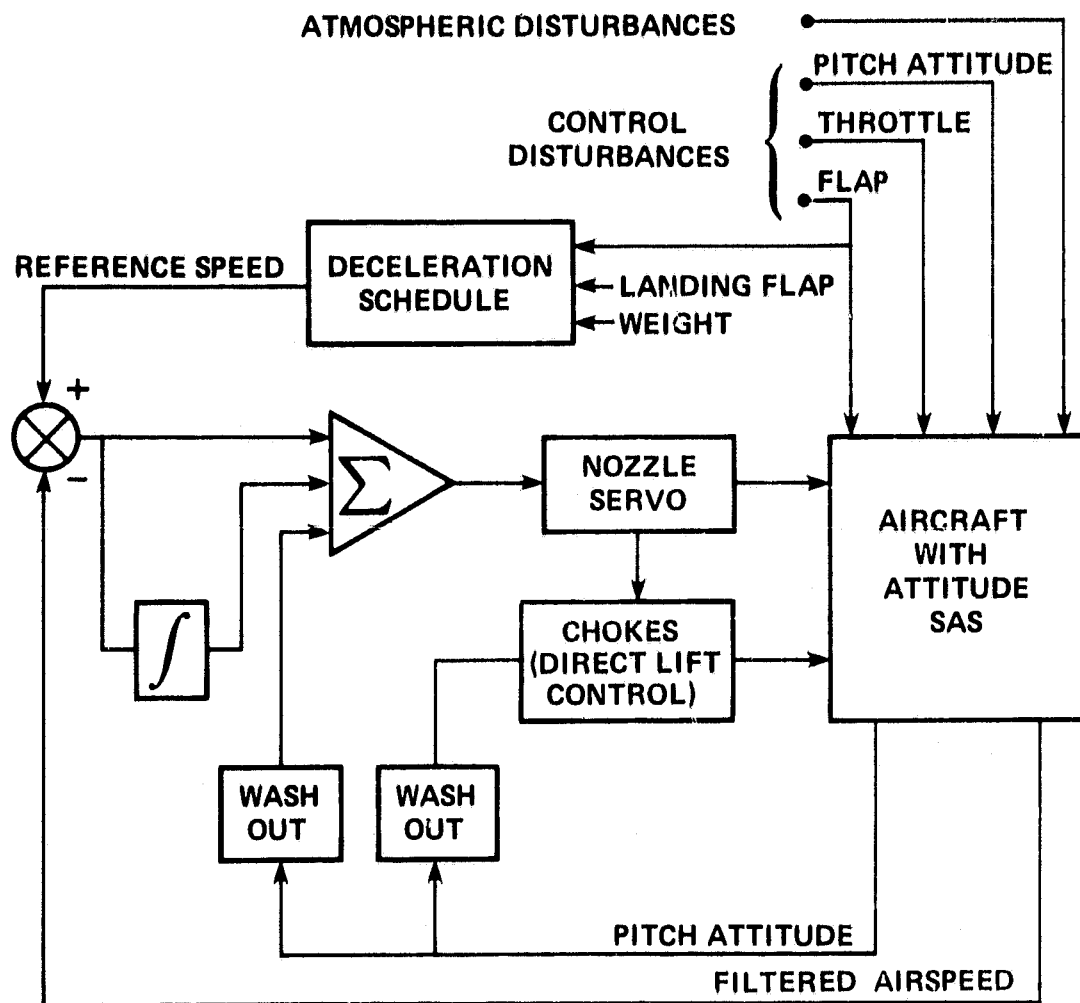 ATMOSPHERIC DISTURBANCES
PITCH ATTITUDE
CONTROL
DISTURBANCES
THROTTLE
FLAP
REFERENCE SPEED
DECELERATION
SCHEDULE
LANDING FLAP
WEIGHT
+
−
Σ
NOZZLE
SERVO
AIRCRAFT
WITH
ATTITUDE
SAS
∫
CHOKES
(DIRECT LIFT
CONTROL)
WASH
OUT
WASH
OUT
PITCH ATTITUDE
FILTERED AIRSPEED